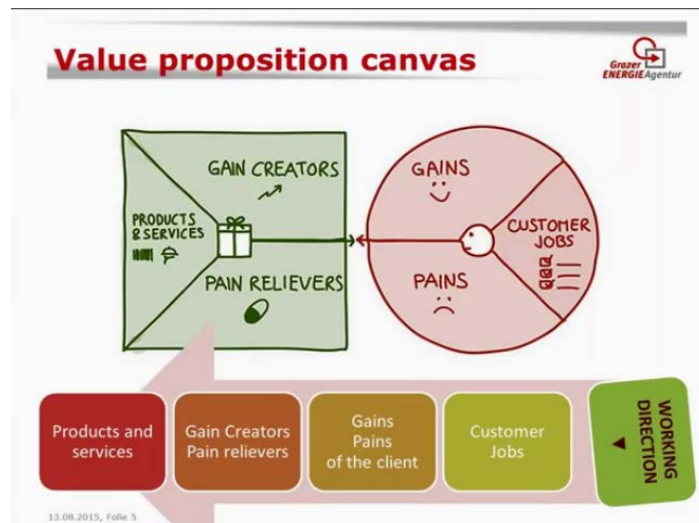 Value proposition canvas
Grazer
ENERGIEAgentur
GAIN CREATORS
PRODUCTS
& SERVICES
PAIN RELIEVERS
GAINS
CUSTOMER
JOBS
PAINS
Products and
services
Gain Creators
Pain relievers
Gains
Pains
of the client
Customer
Jobs
WORKING
DIRECTION
13.08.2015, Folie 5